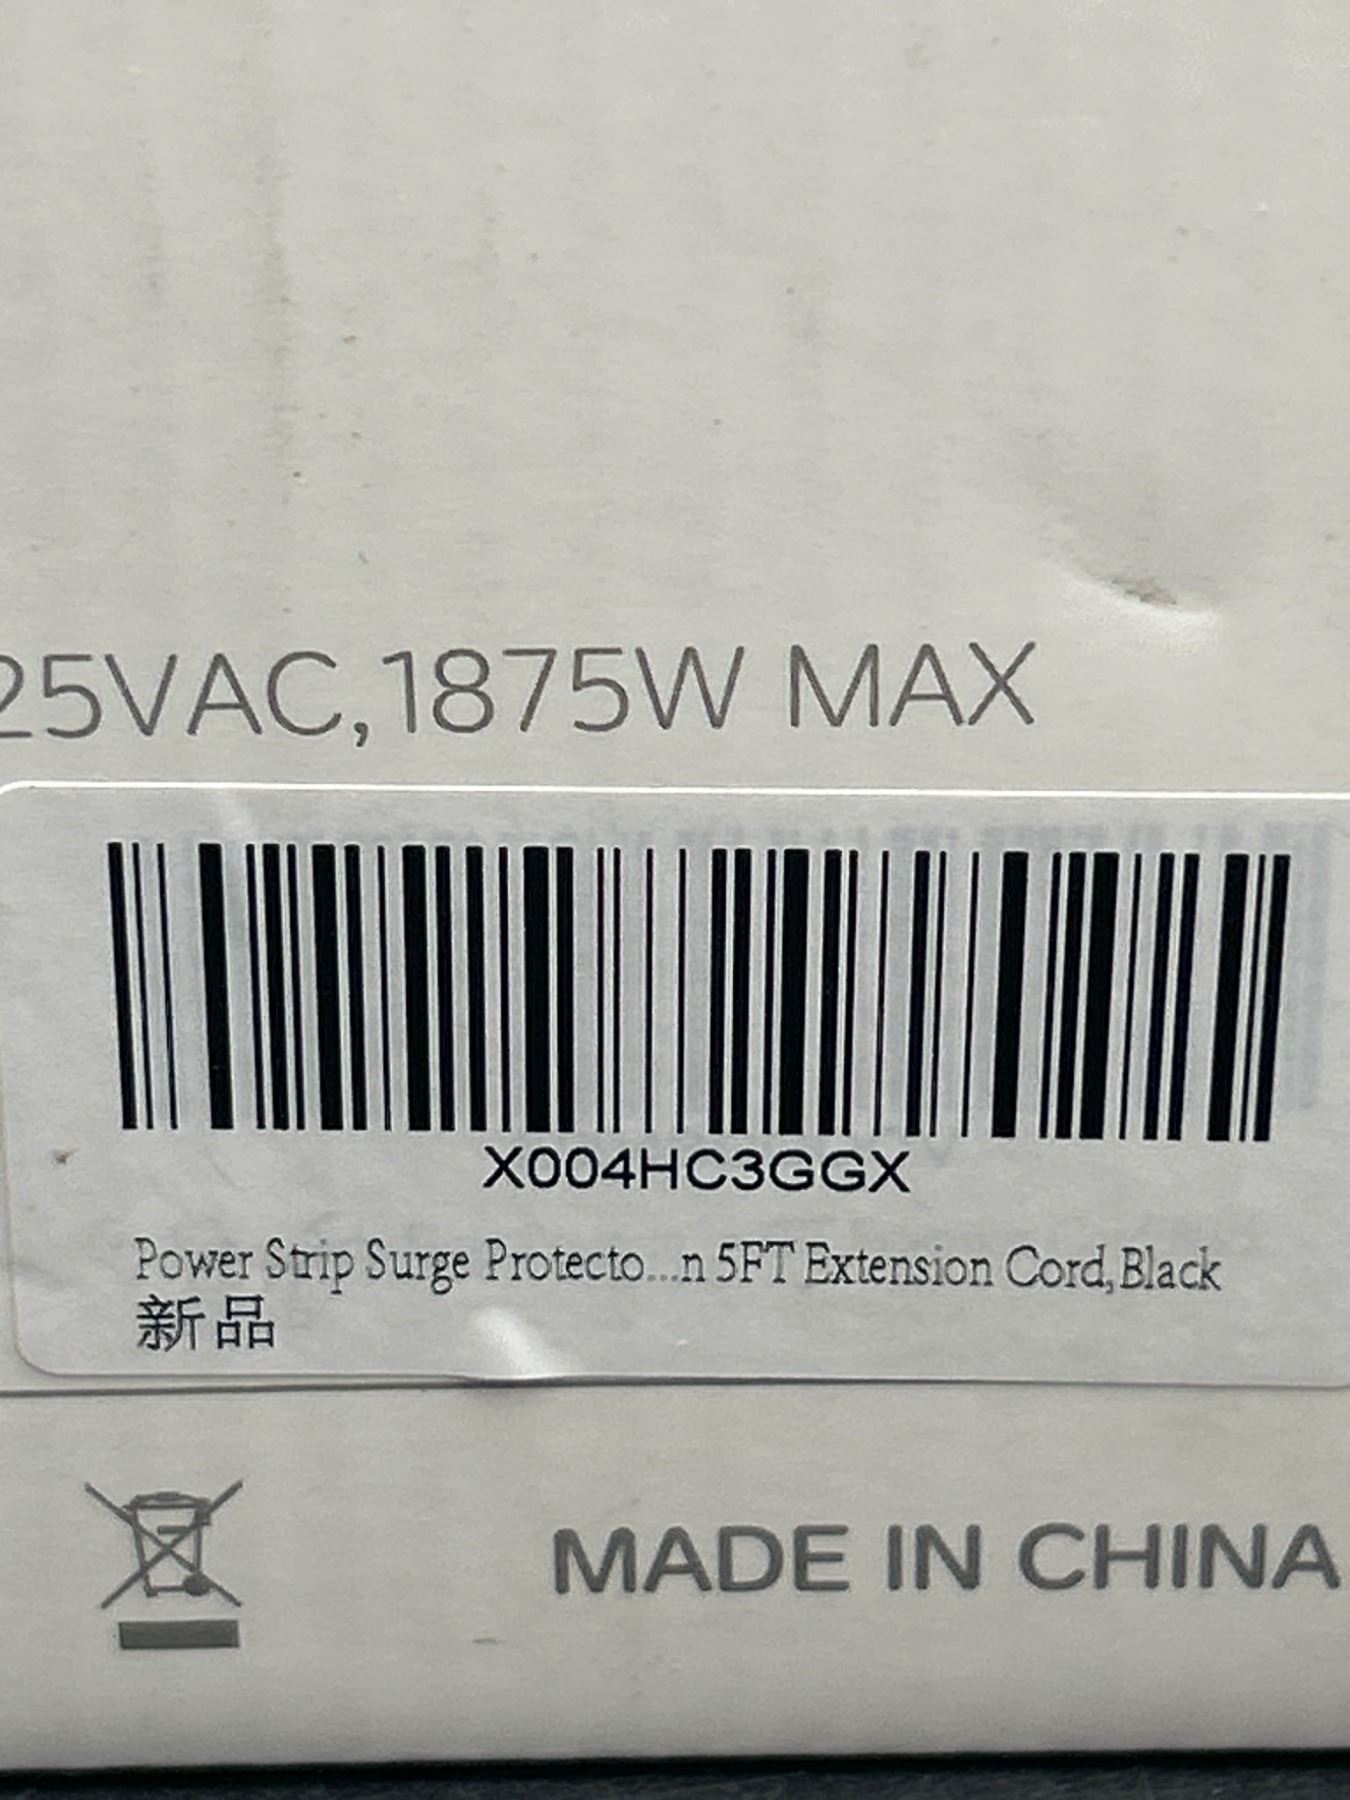 25VAC,1875W MAX
X004HC3GGX
Power Strip Surge Protecto...n 5FT Extension Cord,Black
新品
MADE IN CHINA